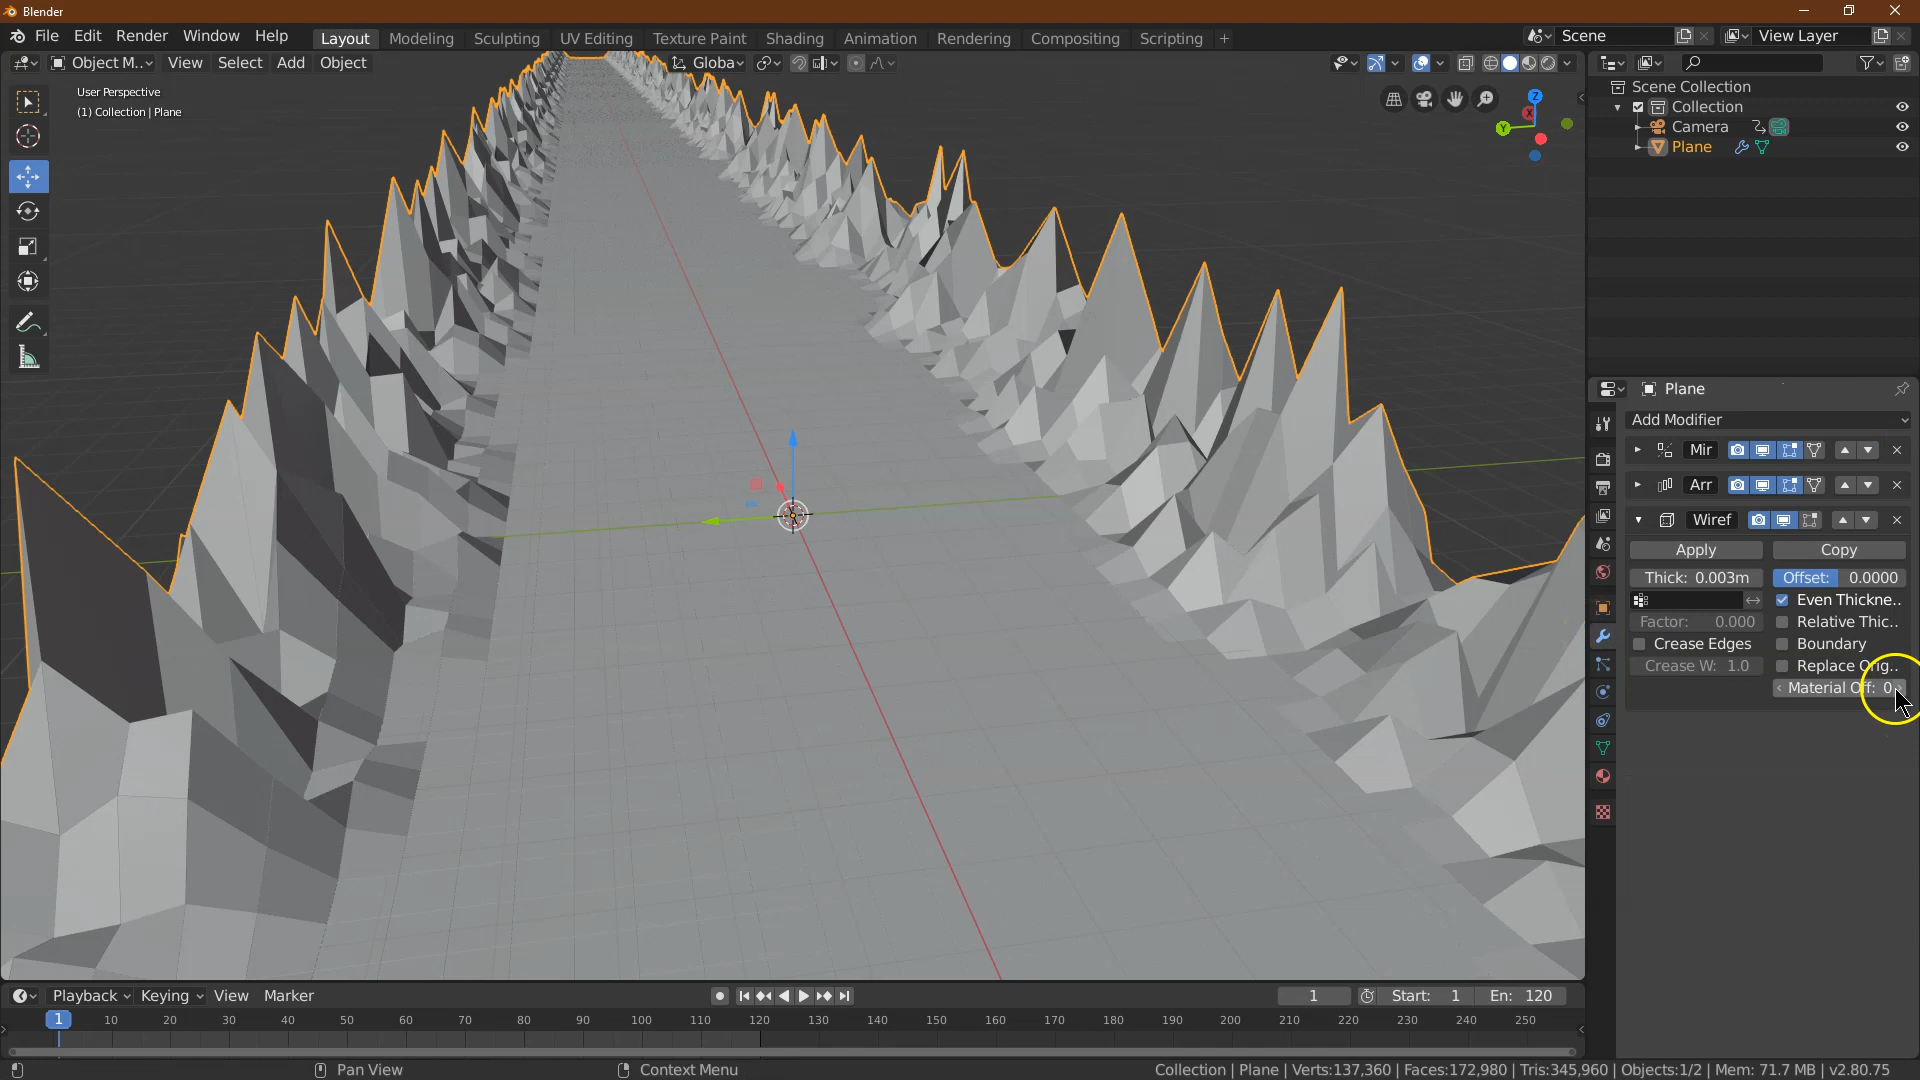 Blender
File Edit Render Window Help
Layout Modeling Sculpting UV Editing Texture Paint Shading Animation Rendering Compositing Scripting +
Scene
View Layer
Object M..
View Select Add Object
Globa
User Perspective
(1) Collection | Plane
Z
X
Y
Scene Collection
Collection
Camera
Plane
Plane
Add Modifier
Mir
Arr
Wiref
Apply Copy
Thick: 0.003m Offset: 0.0000
Even Thickne..
Factor: 0.000 Relative Thic..
Crease Edges Boundary
Crease W: 1.0 Replace Orig..
Material Off: 0
Playback Keying View Marker
1 Start: 1 En: 120
1 10 20 30 40 50 60 70 80 90 100 110 120 130 140 150 160 170 180 190 200 210 220 230 240 250
Pan View Context Menu
Collection | Plane | Verts:137,360 | Faces:172,980 | Tris:345,960 | Objects:1/2 | Mem: 71.7 MB | v2.80.75